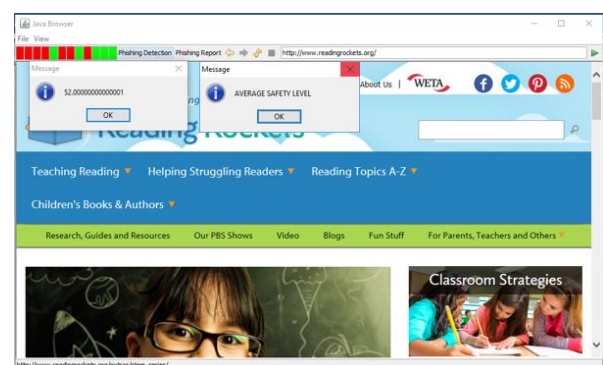 Java Browser
File View
Phishing Detection Phishing Report http://www.readingrockets.org/
Message
52.00000000000001
OK
Message
AVERAGE SAFETY LEVEL
OK
About Us | WETA
Reading Rockets
Teaching Reading Helping Struggling Readers Reading Topics A-Z
Children's Books & Authors
Research, Guides and Resources Our PBS Shows Video Blogs Fun Stuff For Parents, Teachers and Others
Classroom Strategies